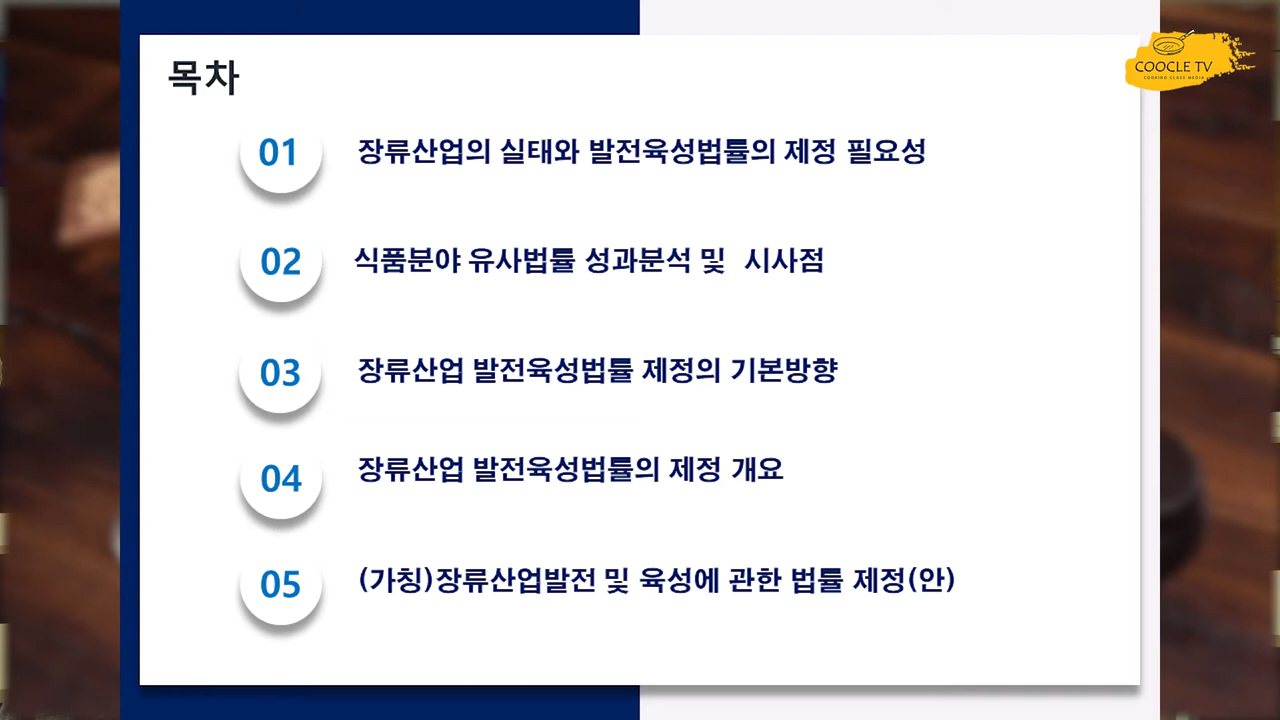 목차
COOCLE TV
COOKING CLASS MEDIA
01 장류산업의 실태와 발전육성법률의 제정 필요성
02 식품분야 유사법률 성과분석 및 시사점
03 장류산업 발전육성법률 제정의 기본방향
04 장류산업 발전육성법률의 제정 개요
05 (가칭)장류산업발전 및 육성에 관한 법률 제정(안)